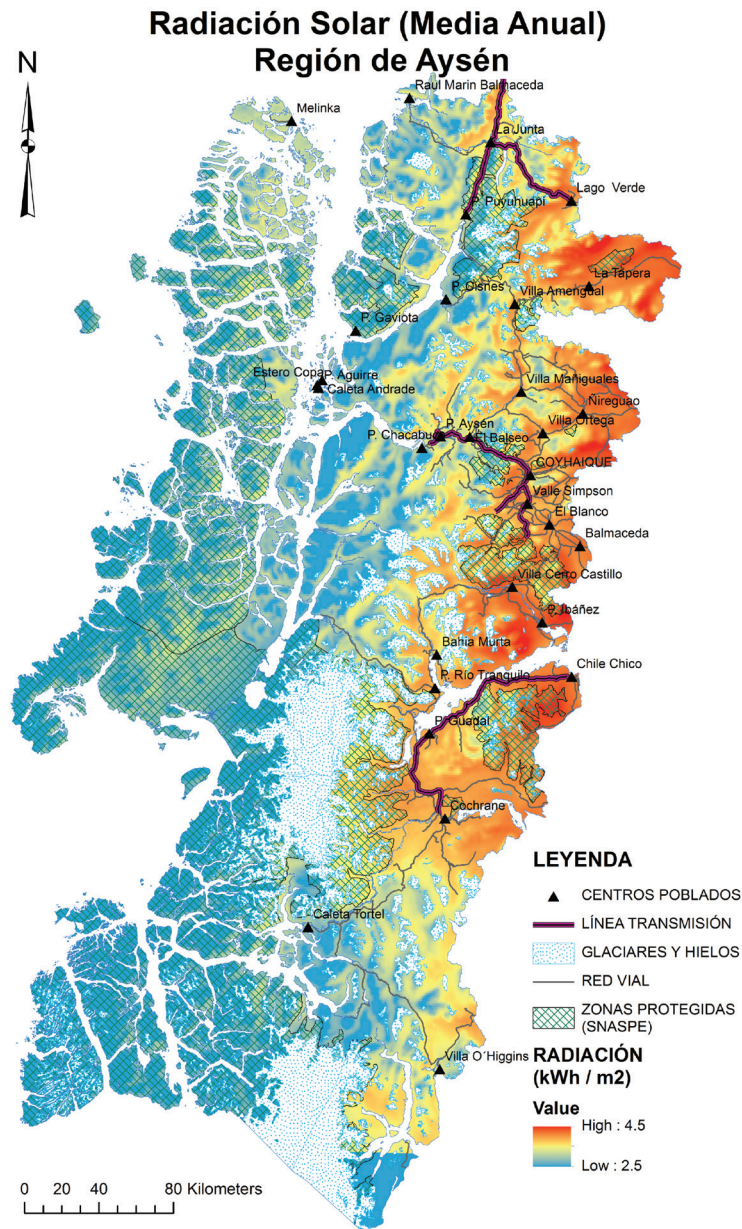 Radiación Solar (Media Anual)
Región de Aysén
N
Raul Marin Balmaceda
Melinka
La Junta
Lago Verde
P. Puyuhuapi
La Tapera
P. Cisnes
Villa Amengual
P. Gaviota
Estero Copa
P. Aguirre
Caleta Andrade
Villa Mañiguales
Ñireguao
P. Aysén
Villa Ortega
P. Chacabuco
El Balseo
COYHAIQUE
Valle Simpson
El Blanco
Balmaceda
Villa Cerro Castillo
P. Ibáñez
Bahía Murta
P. Río Tranquilo
Chile Chico
P. Guadal
Cochrane
Caleta Tortel
Villa O´Higgins
LEYENDA
CENTROS POBLADOS
LÍNEA TRANSMISIÓN
GLACIARES Y HIELOS
RED VIAL
ZONAS PROTEGIDAS
(SNASPE)
RADIACIÓN
(kWh / m2)
Value
High : 4.5
Low : 2.5
0 20 40 80 Kilometers